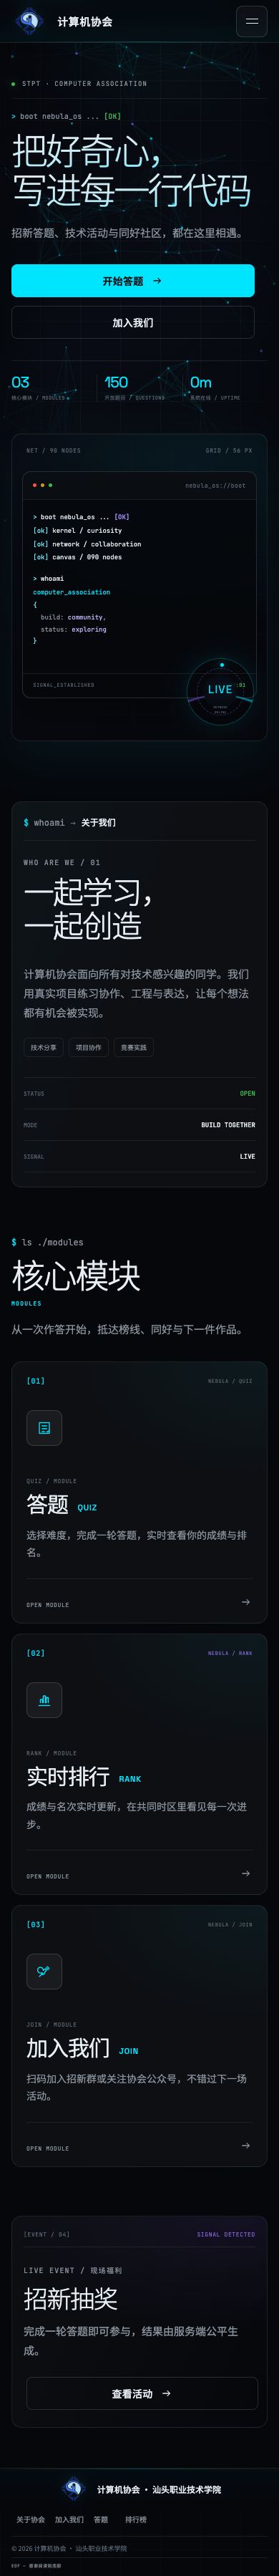 计算机协会
STPT · COMPUTER ASSOCIATION
> boot nebula_os ... [OK]
把好奇心，
写进每一行代码
招新答题、技术活动与同好社区，都在这里相遇。
开始答题 →
加入我们
03
150
0m
核心模块 / MODULES
开放题目 / QUESTIONS
系统在线 / UPTIME
NET / 90 NODES
GRID / 56 PX
nebula_os://boot
> boot nebula_os ... [OK]
[ok] kernel / curiosity
[ok] network / collaboration
[ok] canvas / 090 nodes
> whoami
computer_association
{
build: community,
status: exploring
}
SIGNAL_ESTABLISHED
LIVE
$ whoami → 关于我们
WHO ARE WE / 01
一起学习，
一起创造
计算机协会面向所有对技术感兴趣的同学。我们
用真实项目练习协作、工程与表达，让每个想法
都有机会被实现。
技术分享
项目协作
竞赛实践
STATUS
OPEN
MODE
BUILD TOGETHER
SIGNAL
LIVE
$ ls ./modules
核心模块
MODULES
从一次作答开始，抵达榜线、同好与下一件作品。
[01]
NEBULA / QUIZ
QUIZ / MODULE
答题 QUIZ
选择难度，完成一轮答题，实时查看你的成绩与排
名。
OPEN MODULE →
[02]
NEBULA / RANK
RANK / MODULE
实时排行 RANK
成绩与名次实时更新，在共同时区里看见每一次进
步。
OPEN MODULE →
[03]
NEBULA / JOIN
JOIN / MODULE
加入我们 JOIN
扫码加入招新群或关注协会公众号，不错过下一场
活动。
OPEN MODULE →
[EVENT / 04]
SIGNAL DETECTED
LIVE EVENT / 现场福利
招新抽奖
完成一轮答题即可参与，结果由服务端公平生
成。
查看活动 →
计算机协会 · 汕头职业技术学院
关于协会
加入我们
答题
排行榜
© 2026 计算机协会 · 汕头职业技术学院